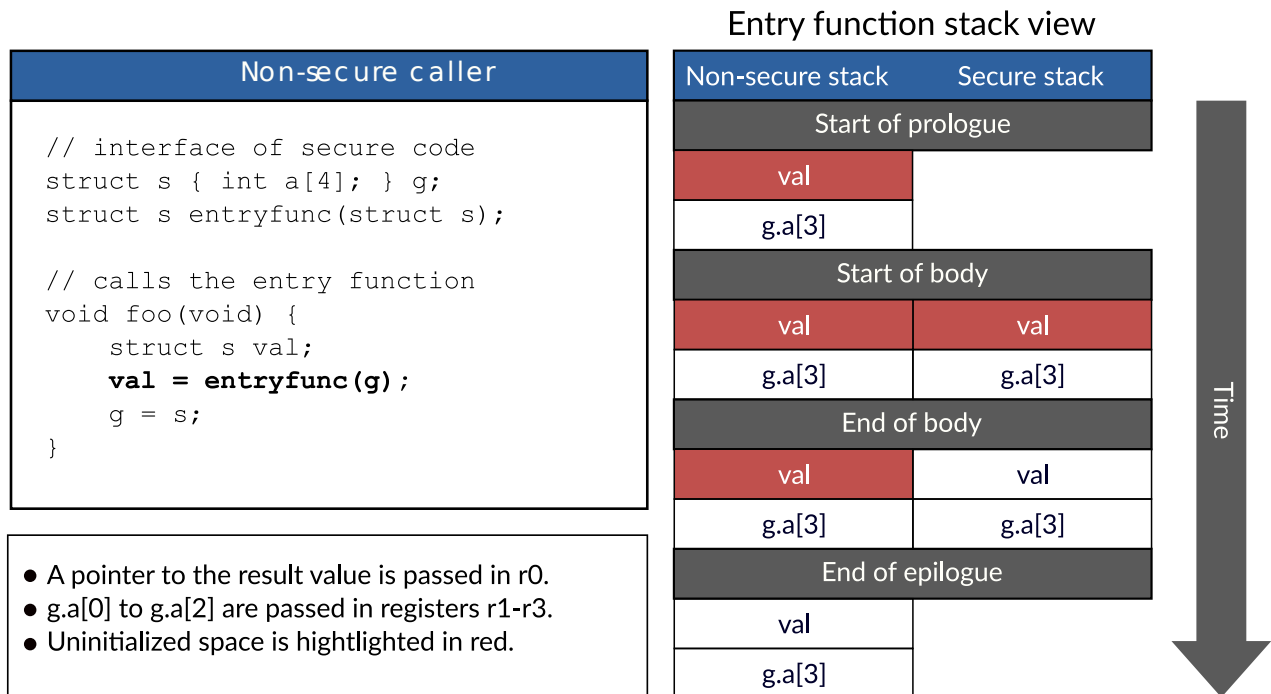 Entry function stack view
Non-secure caller
// interface of secure code
struct s { int a[4]; } g;
struct s entryfunc(struct s);
// calls the entry function
void foo(void) {
struct s val;
val = entryfunc(g);
g = s;
}
● A pointer to the result value is passed in r0.
● g.a[0] to g.a[2] are passed in registers r1-r3.
● Uninitialized space is hightlighted in red.
Non-secure stack Secure stack
Start of prologue
val
g.a[3]
Start of body
val val
g.a[3] g.a[3]
End of body
val val
g.a[3] g.a[3]
End of epilogue
val
g.a[3]
Time